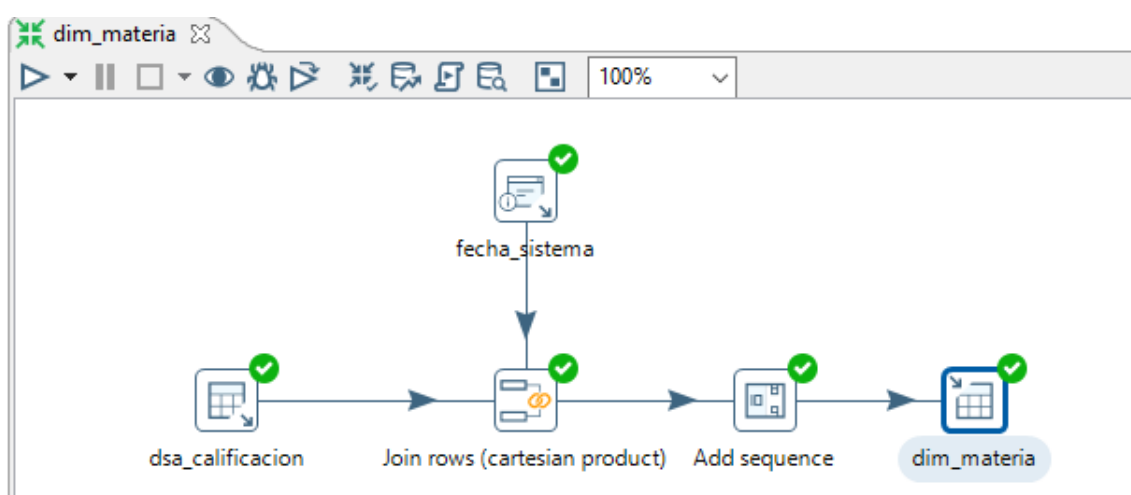 dim_materia
100%
fecha_sistema
dsa_calificacion
Join rows (cartesian product)
Add sequence
dim_materia